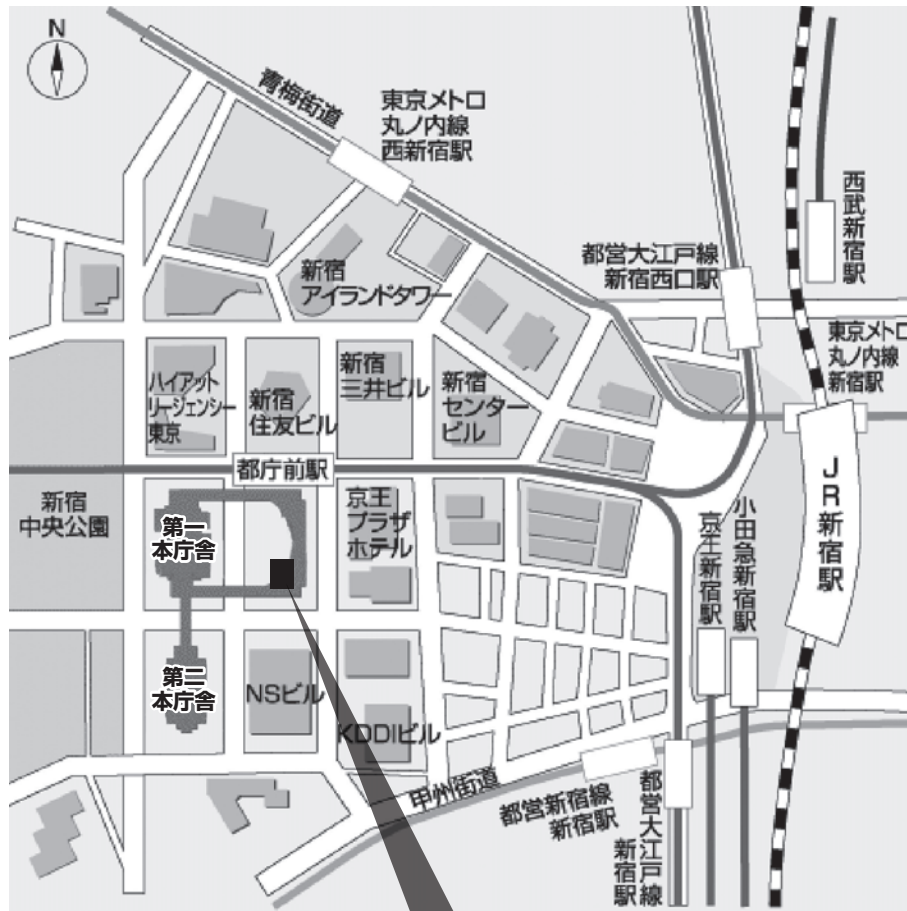 N
青梅街道
東京メトロ
丸ノ内線
西新宿駅
西武新宿駅
都営大江戸線
新宿西口駅
新宿
アイランドタワー
東京メトロ
丸ノ内線
新宿駅
ハイアット
リージェンシー
東京
新宿
住友ビル
新宿
三井ビル
新宿
センター
ビル
都庁前駅
JR新宿駅
新宿
中央公園
第一
本庁舎
京王
プラザ
ホテル
京王新宿駅
小田急新宿駅
第二
本庁舎
NSビル
KDDIビル
甲州街道
都営新宿線
新宿駅
都営大江戸線
新宿駅